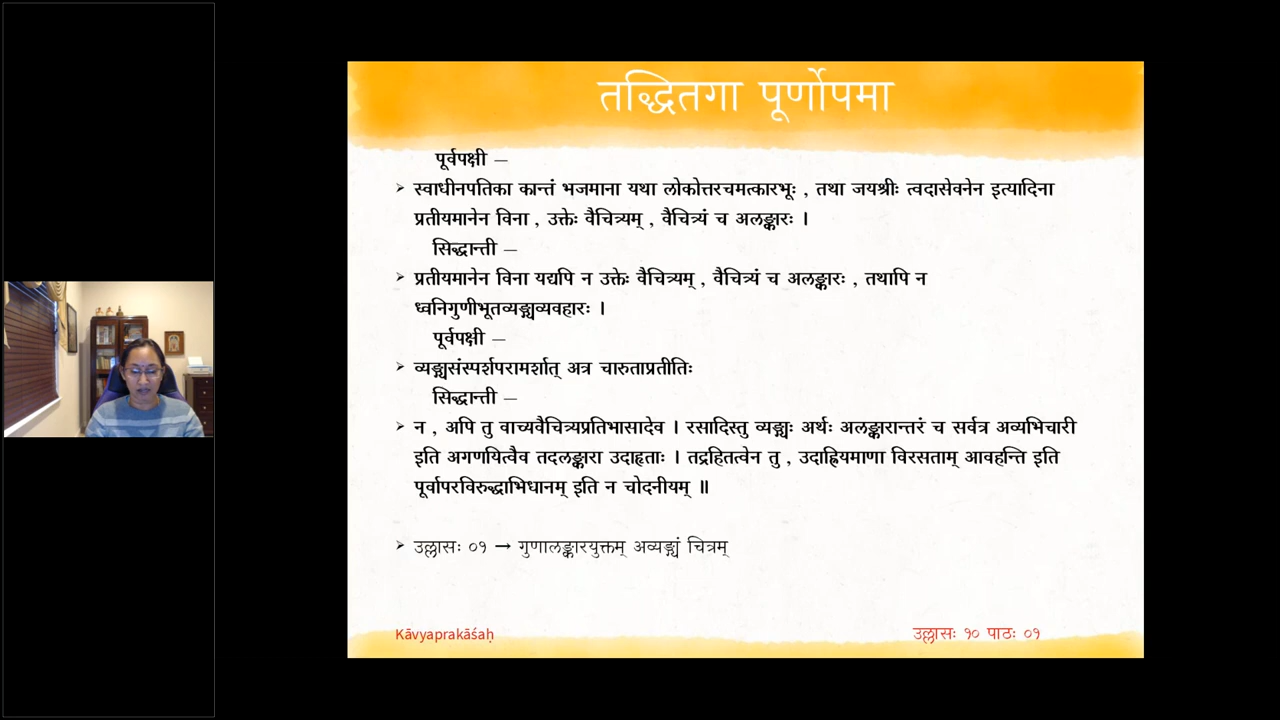 तद्धितगा पूर्णोपमा
पूर्वपक्षी –
➢ स्वाधीनपतिका कान्तं भजमाना यथा लोकोत्तरचमत्कारभूः , तथा जयश्रीः त्वदासेवनेन इत्यादिना
प्रतीयमानेन विना , उक्तेः वैचित्र्यम् , वैचित्र्यं च अलङ्कारः ।
सिद्धान्ती –
➢ प्रतीयमानेन विना यद्यपि न उक्तेः वैचित्र्यम् , वैचित्र्यं च अलङ्कारः , तथापि न
ध्वनिगुणीभूतव्यङ्ग्यव्यवहारः ।
पूर्वपक्षी –
➢ व्यङ्ग्यसंस्पर्शपरामर्शात् अत्र चारुताप्रतीतिः
सिद्धान्ती –
➢ न , अपि तु वाच्यवैचित्र्यप्रतिभासादेव । रसादिस्तु व्यङ्ग्यः अर्थः अलङ्कारान्तरं च सर्वत्र अव्यभिचारी
इति अगणयित्वैव तदलङ्कारा उदाहृताः । तद्रहितत्वेन तु , उदाह्रियमाणा विरसताम् आवहन्ति इति
पूर्वापरविरुद्धाभिधानम् इति न चोदनीयम् ॥
➢ उल्लासः ०१ → गुणालङ्कारयुक्तम् अव्यङ्ग्यं चित्रम्
Kāvyaprakāśaḥ
उल्लासः १० पाठः ०१